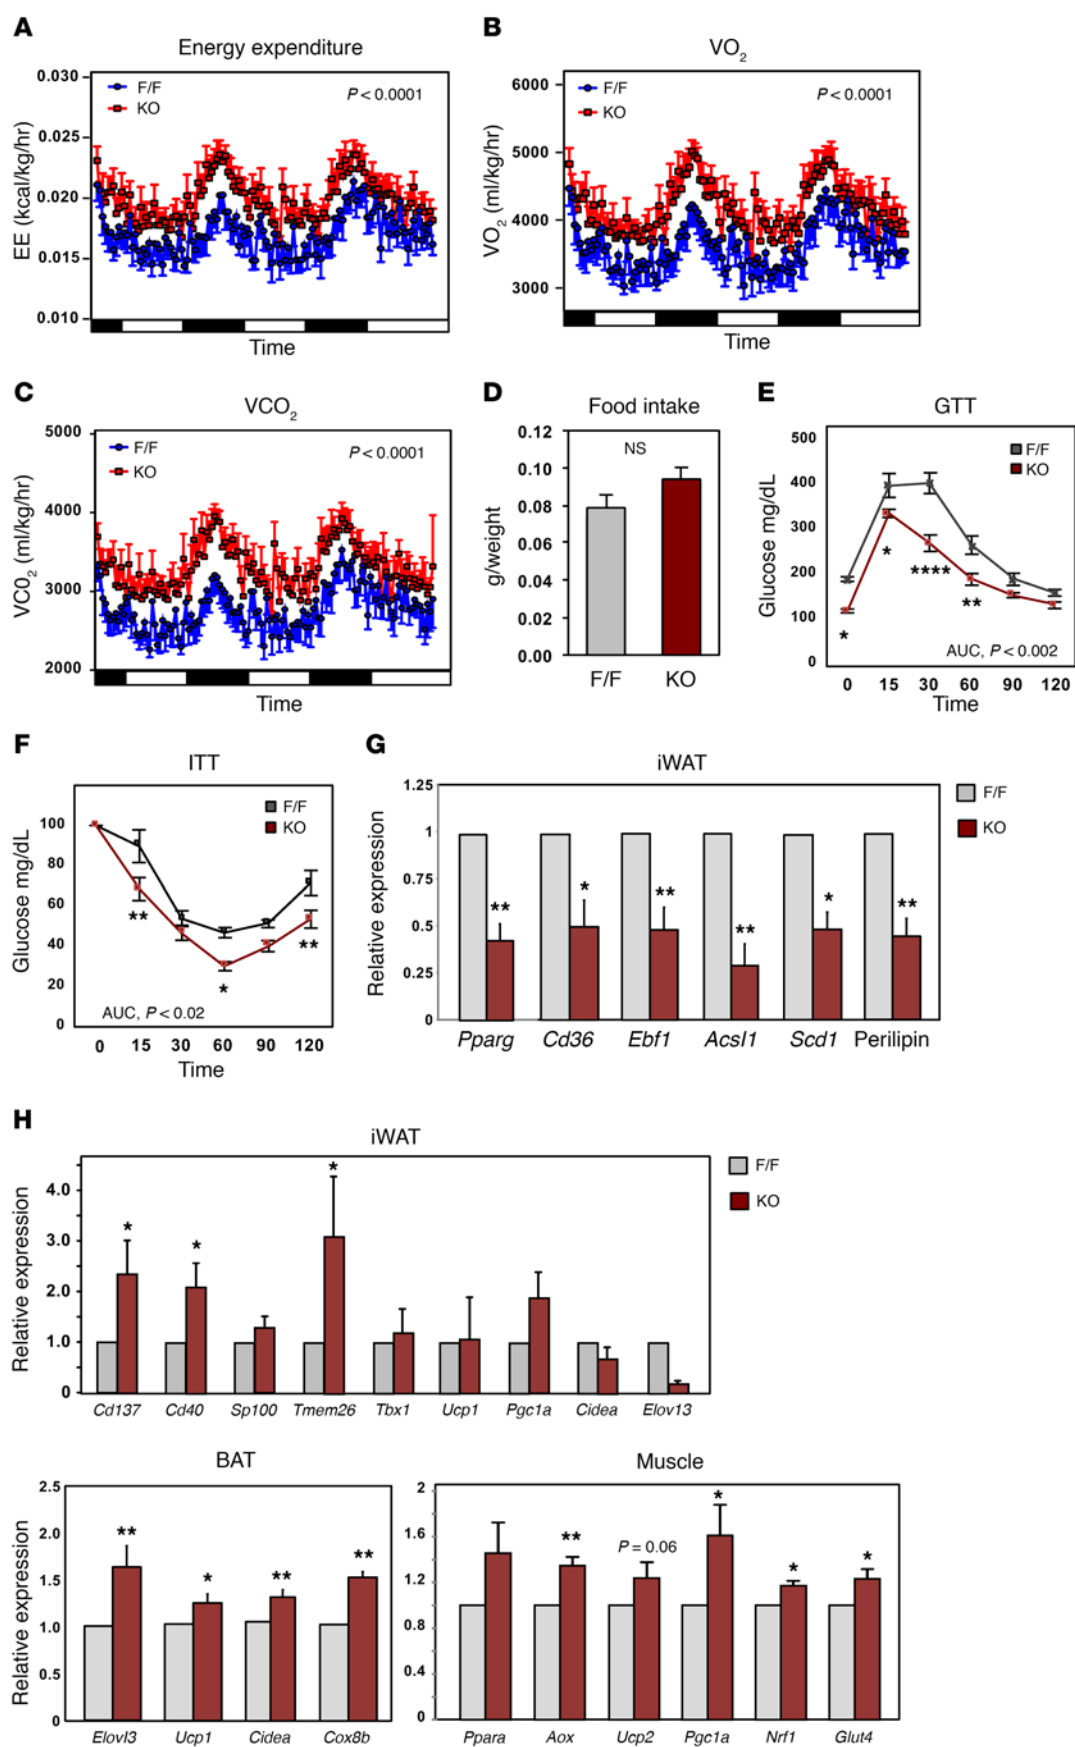 A
Energy expenditure
EE (kcal/kg/hr)
0.030
0.025
0.020
0.015
0.010
F/F
KO
P < 0.0001
Time
B
VO2
VO2 (ml/kg/hr)
6000
5000
4000
3000
F/F
KO
P < 0.0001
Time
C
VCO2
VCO2 (ml/kg/hr)
5000
4000
3000
2000
F/F
KO
P < 0.0001
Time
D
Food intake
g/weight
0.12
0.10
0.08
0.06
0.04
0.02
0.00
NS
F/F KO
E
GTT
Glucose mg/dL
500
400
300
200
100
0
F/F
KO
*
*
****
**
AUC, P < 0.002
0 15 30 60 90 120
Time
F
ITT
Glucose mg/dL
100
80
60
40
20
0
F/F
KO
**
*
**
AUC, P < 0.02
0 15 30 60 90 120
Time
G
iWAT
Relative expression
1.25
1
0.75
0.5
0.25
0
F/F
KO
** * ** ** * **
Pparg Cd36 Ebf1 Acsl1 Scd1 Perilipin
H
iWAT
Relative expression
4.0
3.0
2.0
1.0
0
F/F
KO
* * *
Cd137 Cd40 Sp100 Tmem26 Tbx1 Ucp1 Pgc1a Cidea Elovl3
BAT
Relative expression
2.5
2.0
1.5
1.0
0.5
0
** * ** **
Elovl3 Ucp1 Cidea Cox8b
Muscle
2
1.6
1.2
0.8
0.4
0
** P = 0.06 * * *
Ppara Aox Ucp2 Pgc1a Nrf1 Glut4